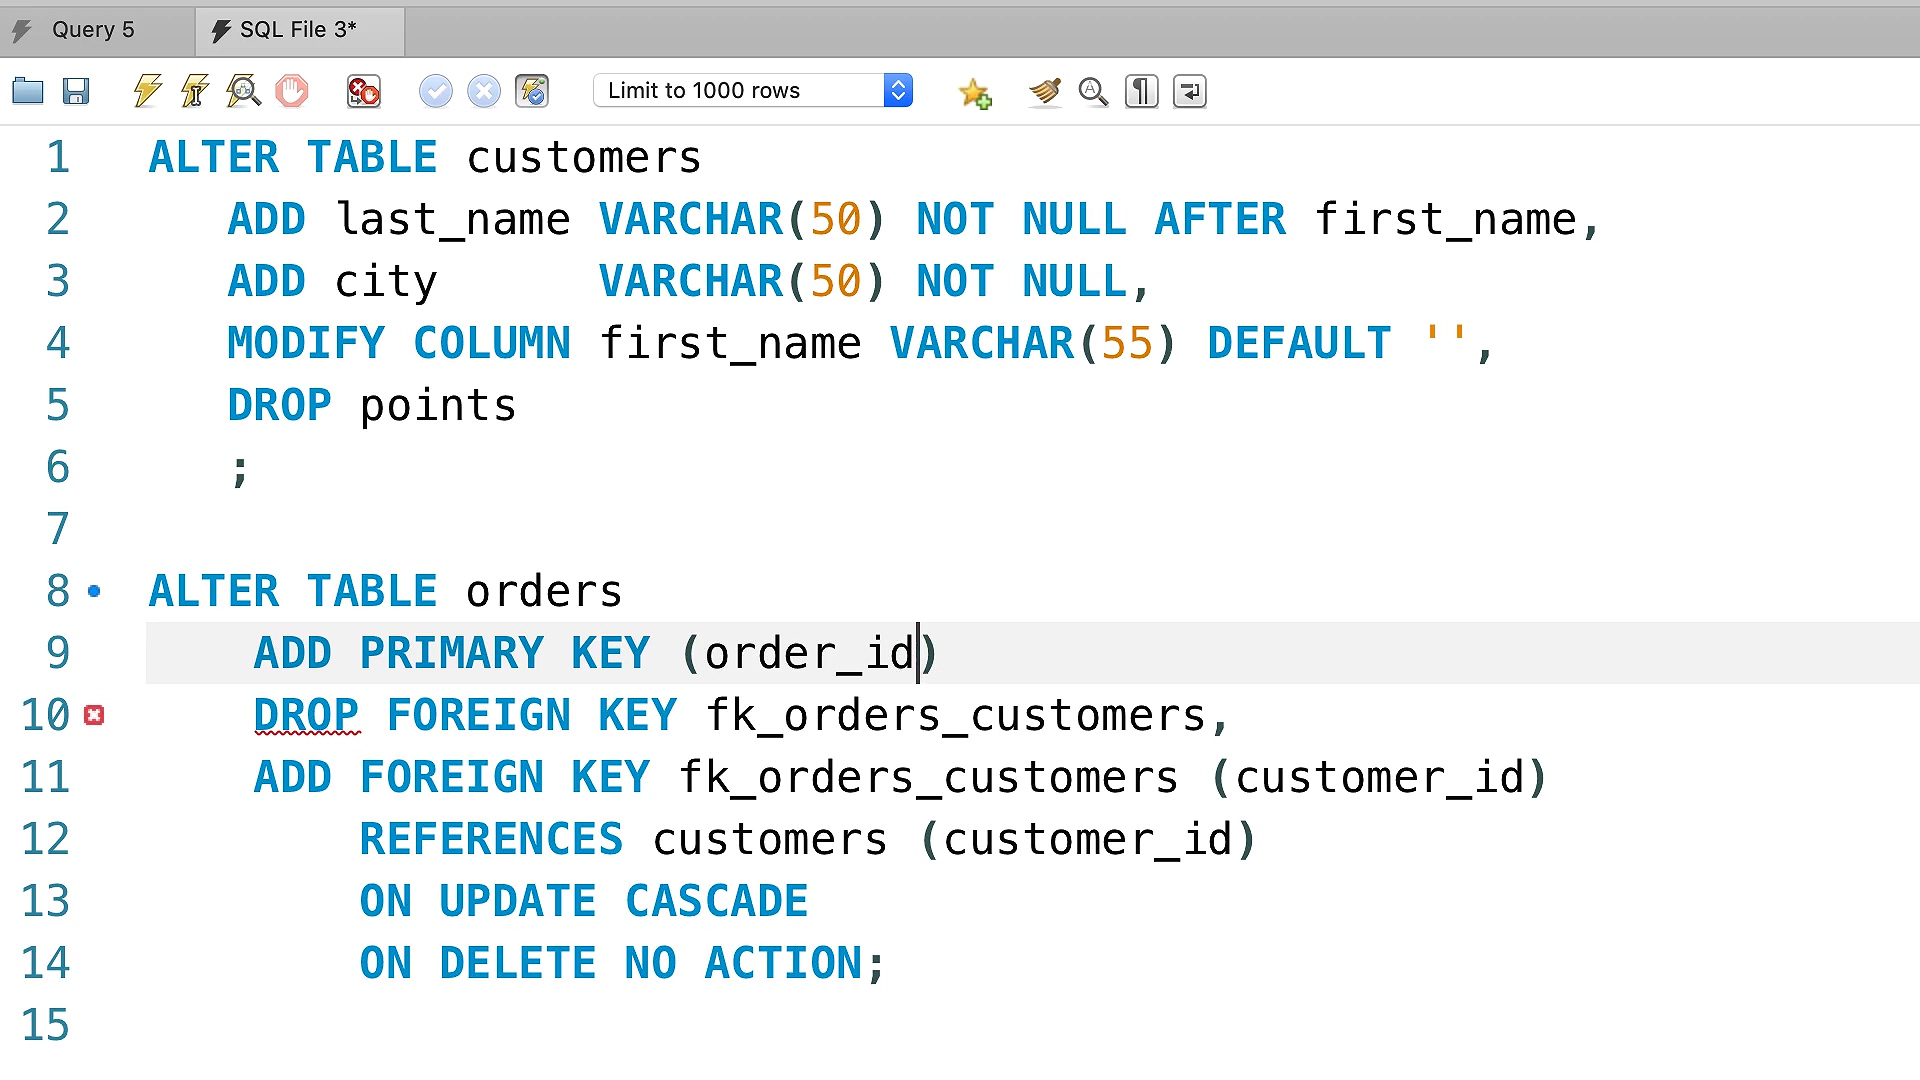 Query 5
SQL File 3*
Limit to 1000 rows
1 ALTER TABLE customers
2 ADD last_name VARCHAR(50) NOT NULL AFTER first_name,
3 ADD city VARCHAR(50) NOT NULL,
4 MODIFY COLUMN first_name VARCHAR(55) DEFAULT '',
5 DROP points
6 ;
7
8 ALTER TABLE orders
9 ADD PRIMARY KEY (order_id)
10 DROP FOREIGN KEY fk_orders_customers,
11 ADD FOREIGN KEY fk_orders_customers (customer_id)
12 REFERENCES customers (customer_id)
13 ON UPDATE CASCADE
14 ON DELETE NO ACTION;
15